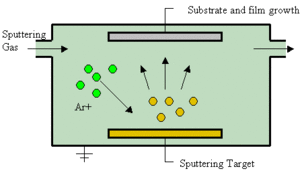 Substrate and film growth
Sputtering
Gas
Ar+
Sputtering Target